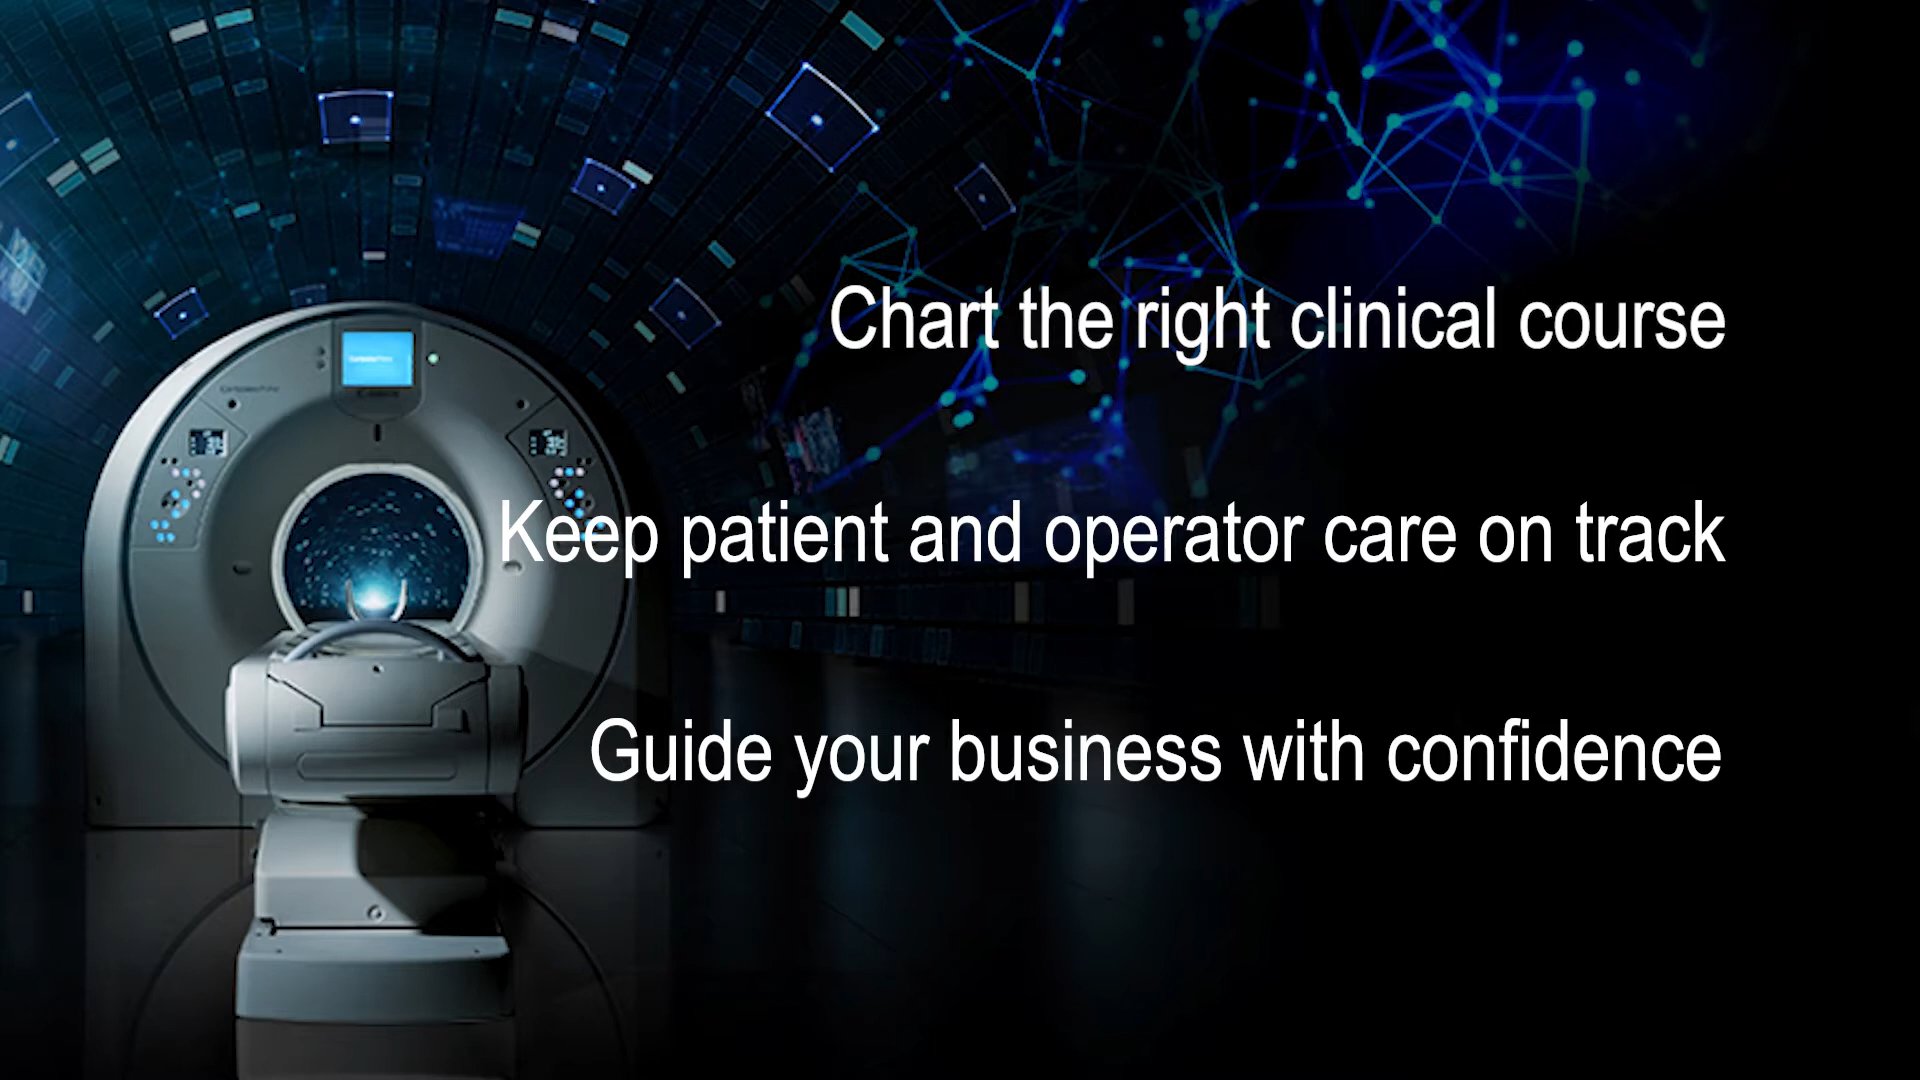 Chart the right clinical course
Keep patient and operator care on track
Guide your business with confidence